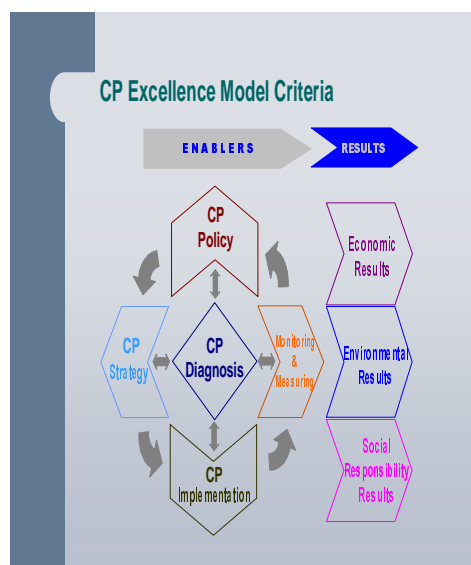 CP Excellence Model Criteria
ENABLERS
RESULTS
CP
Policy
Economic
Results
CP
Strategy
CP
Diagnosis
Monitoring
&
Measuring
Environmental
Results
CP
Implementation
Social
Responsibility
Results